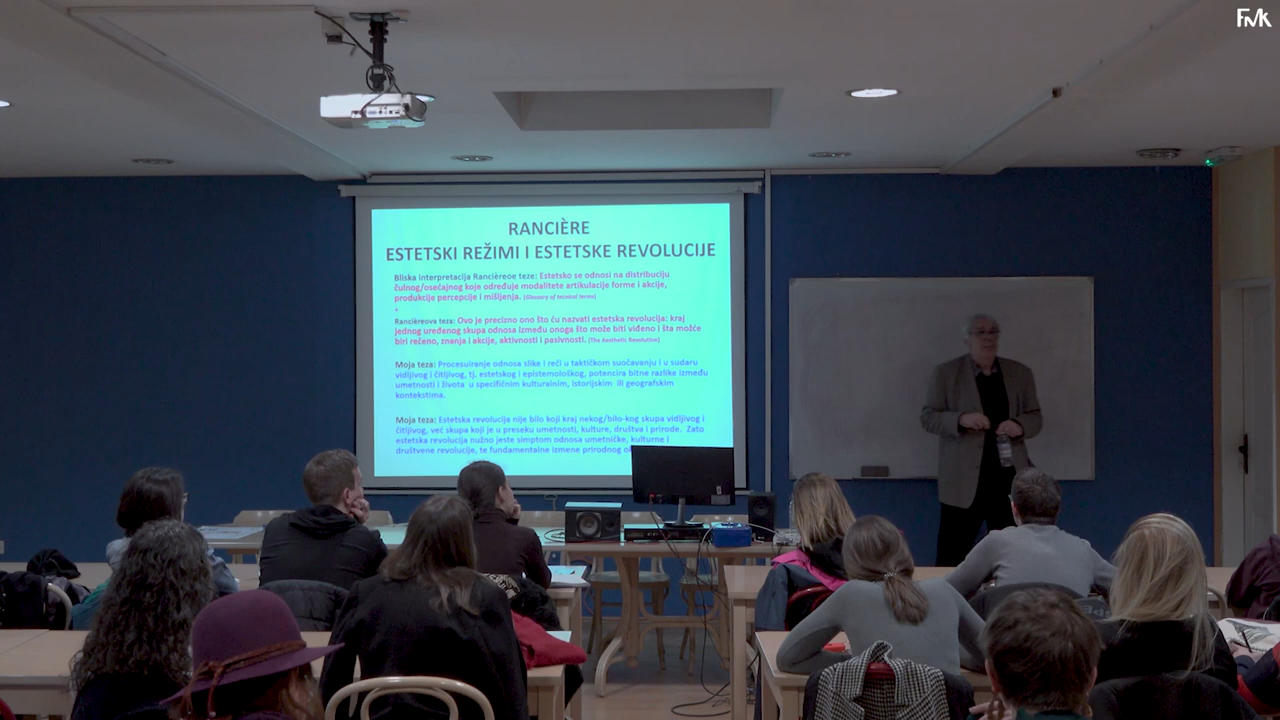 FMK
RANCIÈRE
ESTETSKI REŽIMI I ESTETSKE REVOLUCIJE
Bliska interpretacija Rancièreoe teze: Estetsko se odnosi na distribuciju
čulnog/osećajnog koje određuje modalitete artikulacije forme i akcije,
produkcije percepcije i mišljenja. (Glossary of tecnical terms)
Rancièreova teza: Ovo je precizno ono što ću nazvati estetska revolucija: kraj
jednog uređenog skupa odnosa između onoga što može biti viđeno i šta možće
biri rečeno, znanja i akcije, aktivnosti i pasivnosti. (The Aesthetic Revolution)
Moja teza: Procesuiranje odnosa slike i reči u taktičkom suočavanju i u sudaru
vidljivog i čitljivog, tj. estetskog i epistemološkog, potencira bitne razlike između
umetnosti i života u specifičnim kulturalnim, istorijskim ili geografskim
kontekstima.
Moja teza: Estetska revolucija nije bilo koji kraj nekog/bilo-kog skupa vidljivog i
čitljivog, već skupa koji je u preseku umetnosti, kulture, društva i prirode. Zato
estetska revolucija nužno jeste simptom odnosa umetničke, kulturne i
društvene revolucije, te fundamentalne izmene prirodnog